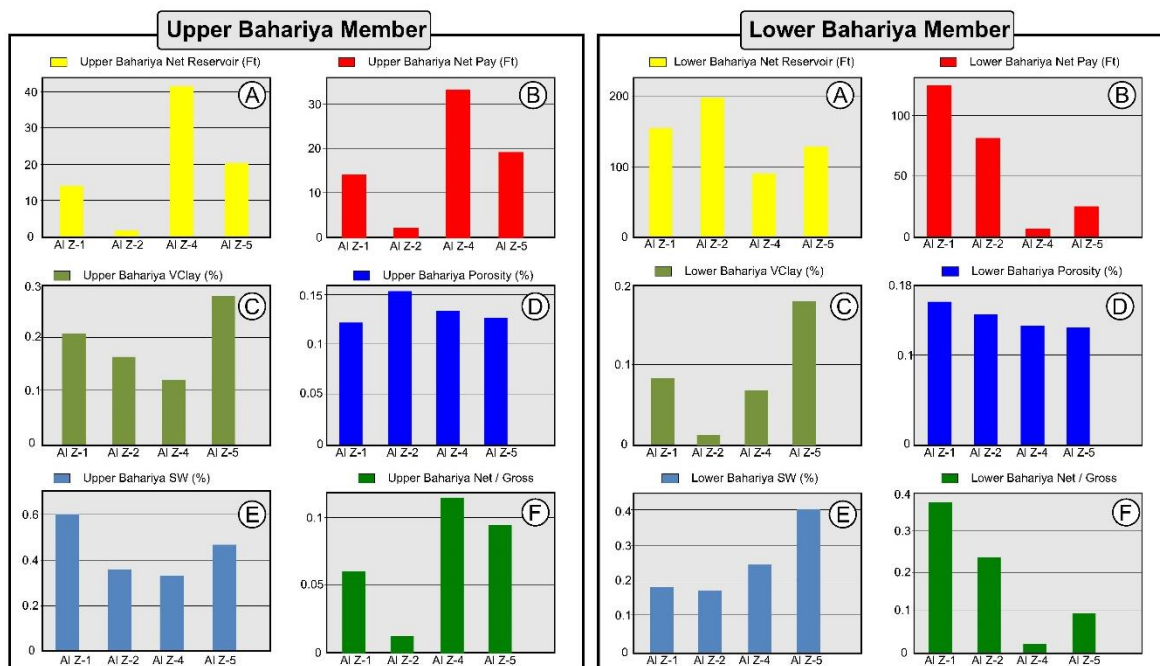 Upper Bahariya Member
Upper Bahariya Net Reservoir (Ft)
A
40
30
20
10
0
Al Z-1 Al Z-2 Al Z-4 Al Z-5
Upper Bahariya Net Pay (Ft)
B
30
20
10
0
Al Z-1 Al Z-2 Al Z-4 Al Z-5
Upper Bahariya VClay (%)
C
0.3
0.2
0.1
0
Al Z-1 Al Z-2 Al Z-4 Al Z-5
Upper Bahariya Porosity (%)
D
0.15
0.1
0.05
0
Al Z-1 Al Z-2 Al Z-4 Al Z-5
Upper Bahariya SW (%)
E
0.6
0.4
0.2
0
Al Z-1 Al Z-2 Al Z-4 Al Z-5
Upper Bahariya Net / Gross
F
0.1
0.05
0
Al Z-1 Al Z-2 Al Z-4 Al Z-5
Lower Bahariya Member
Lower Bahariya Net Reservoir (Ft)
A
200
100
0
Al Z-1 Al Z-2 Al Z-4 Al Z-5
Lower Bahariya Net Pay (Ft)
B
100
50
0
Al Z-1 Al Z-2 Al Z-4 Al Z-5
Lower Bahariya VClay (%)
C
0.2
0.1
0
Al Z-1 Al Z-2 Al Z-4 Al Z-5
Lower Bahariya Porosity (%)
D
0.18
0.1
0
Al Z-1 Al Z-2 Al Z-4 Al Z-5
Lower Bahariya SW (%)
E
0.4
0.3
0.2
0.1
0
Al Z-1 Al Z-2 Al Z-4 Al Z-5
Lower Bahariya Net / Gross
F
0.4
0.3
0.2
0.1
0
Al Z-1 Al Z-2 Al Z-4 Al Z-5